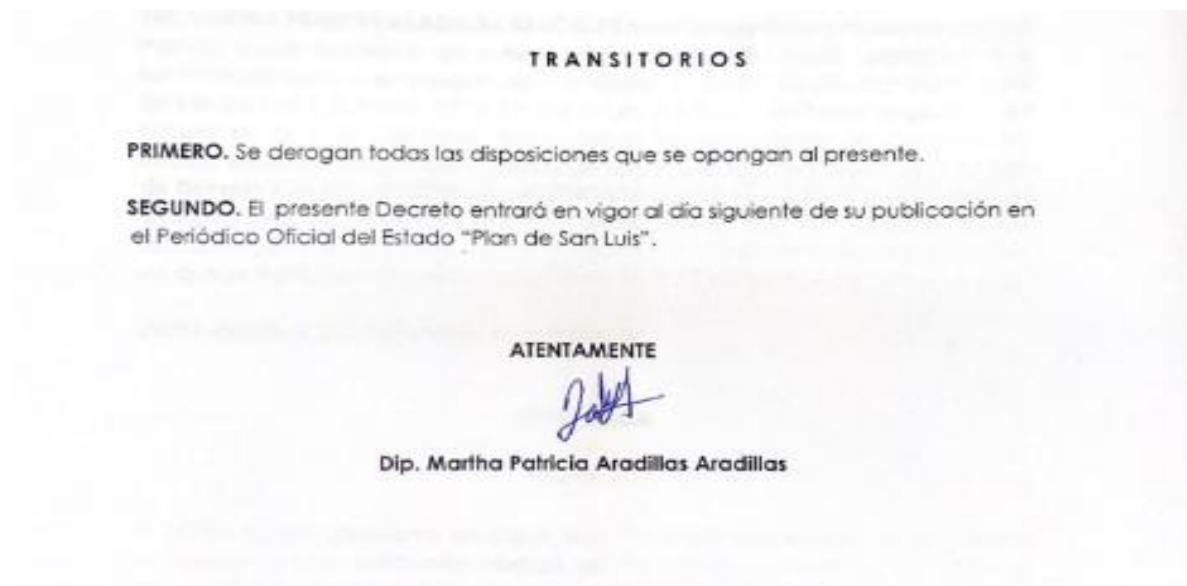 TRANSITORIOS
PRIMERO. Se derogan todas las disposiciones que se opongan al presente.
SEGUNDO. El presente Decreto entrará en vigor al día siguiente de su publicación en
el Periódico Oficial del Estado "Plan de San Luis".
ATENTAMENTE
Dip. Martha Patricia Aradillas Aradillas